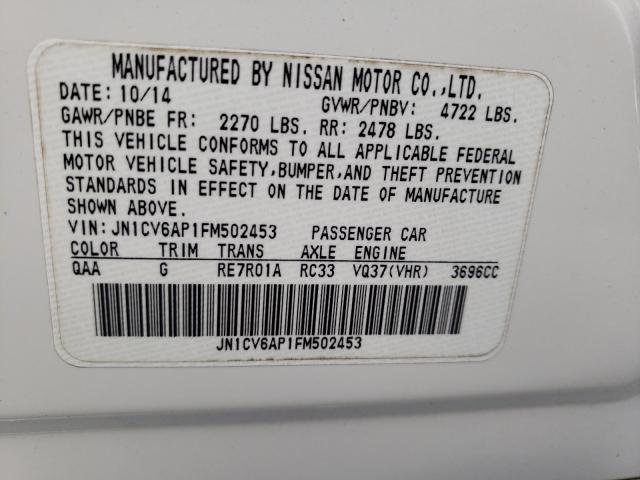 MANUFACTURED BY NISSAN MOTOR CO.,LTD.
DATE: 10/14 GVWR/PNBV: 4722 LBS.
GAWR/PNBE FR: 2270 LBS. RR: 2478 LBS.
THIS VEHICLE CONFORMS TO ALL APPLICABLE FEDERAL
MOTOR VEHICLE SAFETY,BUMPER,AND THEFT PREVENTION
STANDARDS IN EFFECT ON THE DATE OF MANUFACTURE
SHOWN ABOVE.
VIN: JN1CV6AP1FM502453 PASSENGER CAR
COLOR TRIM TRANS AXLE ENGINE
QAA G RE7R01A RC33 VQ37(VHR) 3696CC
JN1CV6AP1FM502453